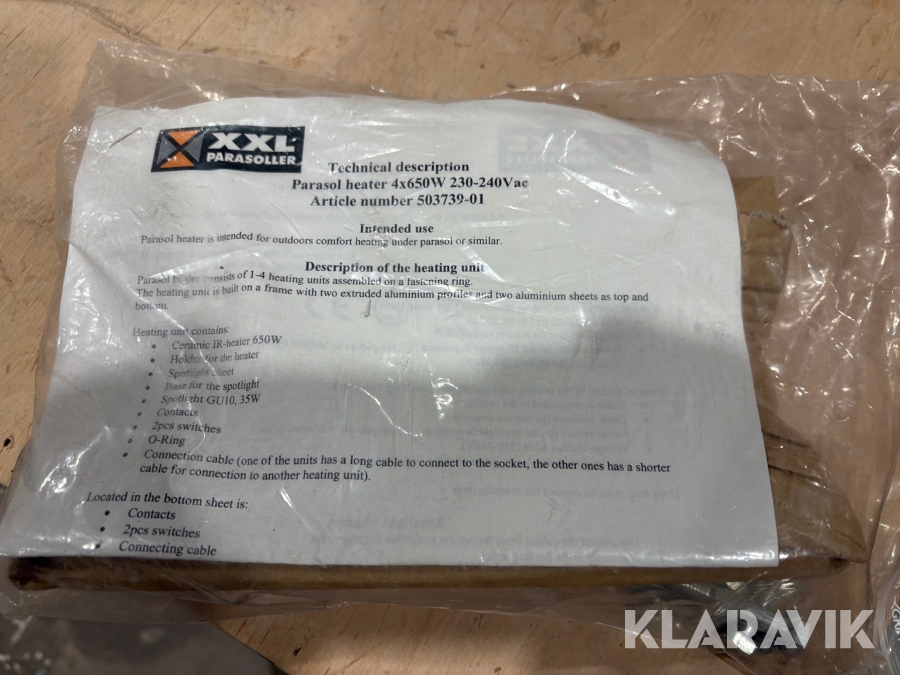 XXL
PARASOLLER
Technical description
Parasol heater 4x650W 230-240Vac
Article number 503739-01
Intended use
Parasol heater is intended for outdoors comfort heating under parasol or similar.
Description of the heating unit
Parasol heater consists of 1-4 heating units assembled on a fastening ring.
The heating unit is built on a frame with two extruded aluminium profiles and two aluminium sheets as top and
bottom.
Heating unit contains:
• Ceramic IR-heater 650W
• Holder for the heater
• Spotlight sheet
• Base for the spotlight
• Spotlight GU10, 35W
• Contacts
• 2pcs switches
• O-Ring
• Connection cable (one of the units has a long cable to connect to the socket, the other ones has a shorter
cable for connection to another heating unit).
Located in the bottom sheet is:
• Contacts
• 2pcs switches
• Connecting cable
KLARAVIK